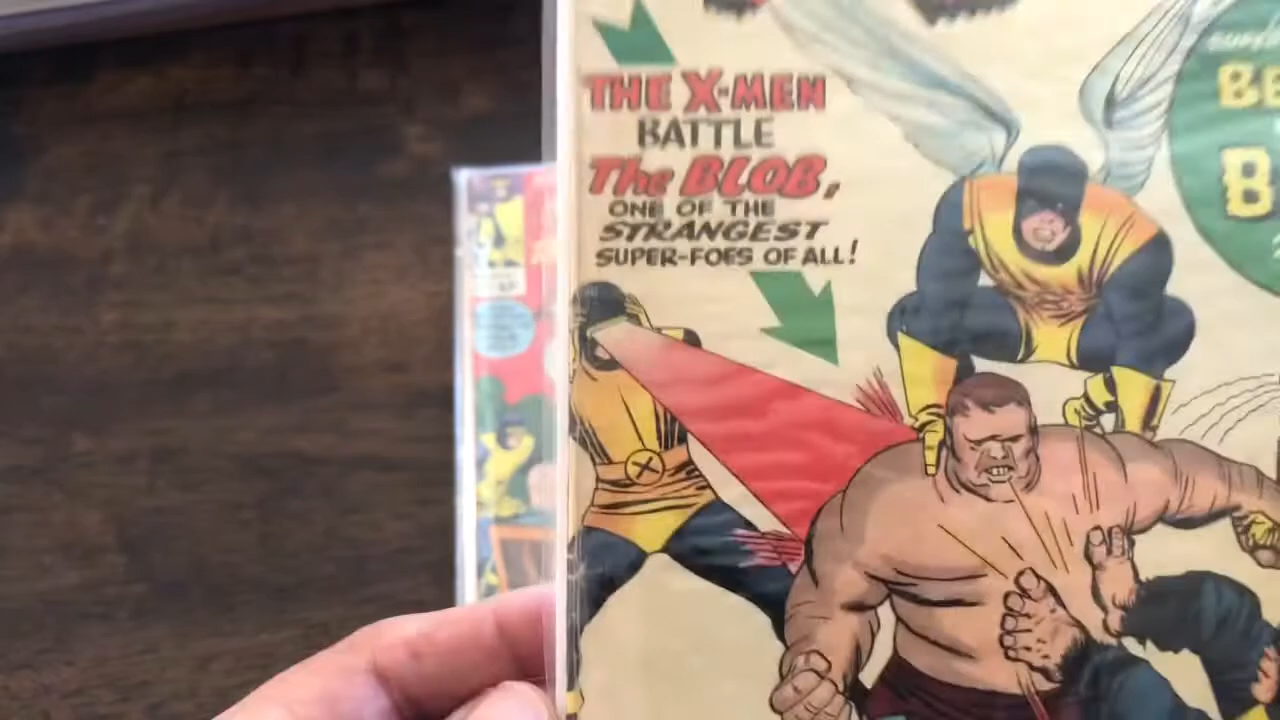 THE X-MEN
BATTLE
The BLOB,
ONE OF THE
STRANGEST
SUPER-FOES OF ALL!
X